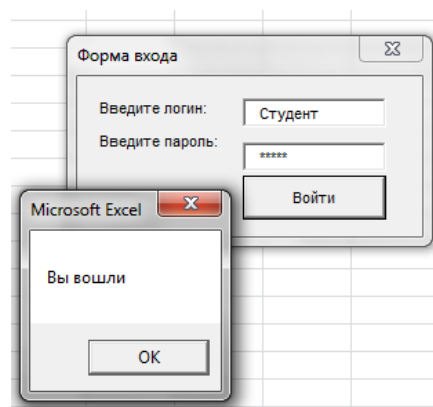 Форма входа
Введите логин:
Студент
Введите пароль:
*****
Войти
Microsoft Excel
Вы вошли
OK